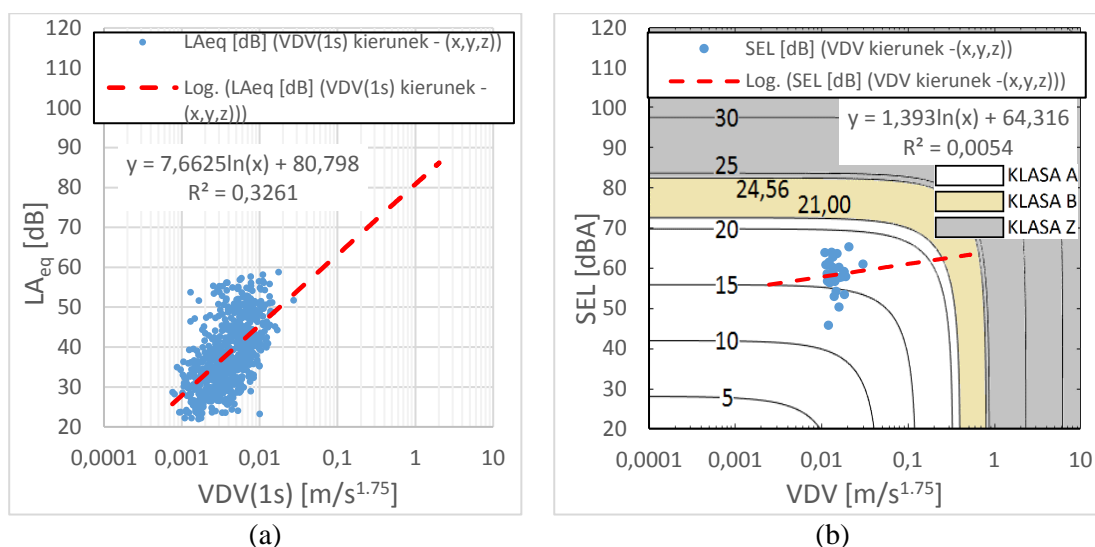 120
110
100
90
80
70
60
50
40
30
20
LAeq [dB]
LAeq [dB] (VDV(1s) kierunek - (x,y,z))
Log. (LAeq [dB] (VDV(1s) kierunek -
(x,y,z)))
y = 7,6625ln(x) + 80,798
R² = 0,3261
0,0001
0,001
0,01
0,1
1
10
VDV(1s) [m/s1.75]
(a)
120
110
100
90
80
70
60
50
40
30
20
SEL [dBA]
SEL [dB] (VDV kierunek -(x,y,z))
Log. (SEL [dB] (VDV kierunek -(x,y,z)))
y = 1,393ln(x) + 64,316
R² = 0,0054
KLASA A
KLASA B
KLASA Z
30
25
24,56
21,00
20
15
10
5
0,0001
0,001
0,01
0,1
1
10
VDV [m/s1.75]
(b)